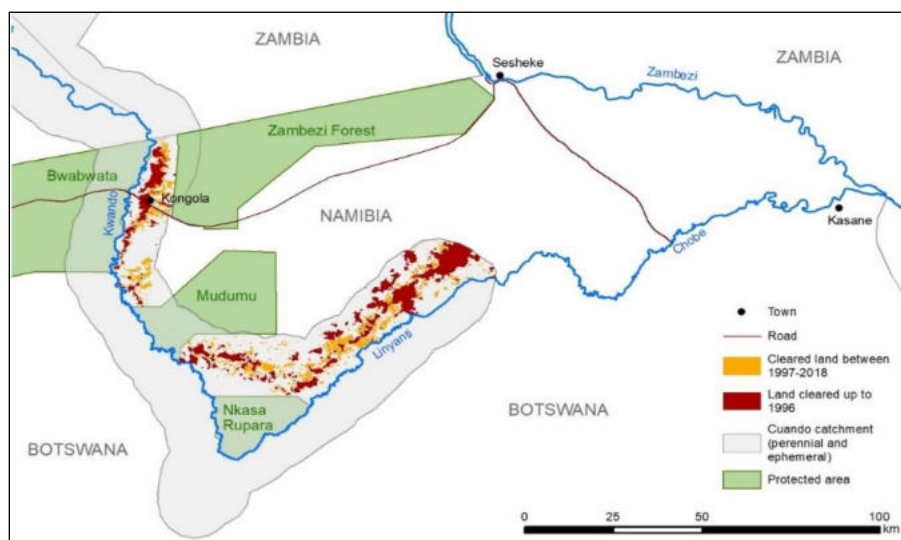 ZAMBIA
Sesheke
Zambezi
ZAMBIA
Zambezi Forest
Bwabwata
Kongola
Kwando
NAMIBIA
Chobe
Kasane
Mudumu
Linyanti
Nkasa
Rupara
BOTSWANA
BOTSWANA
Town
Road
Cleared land between
1997-2018
Land cleared up to
1996
Cuando catchment
(perennial and
ephemeral)
Protected area
0 25 50 100
km